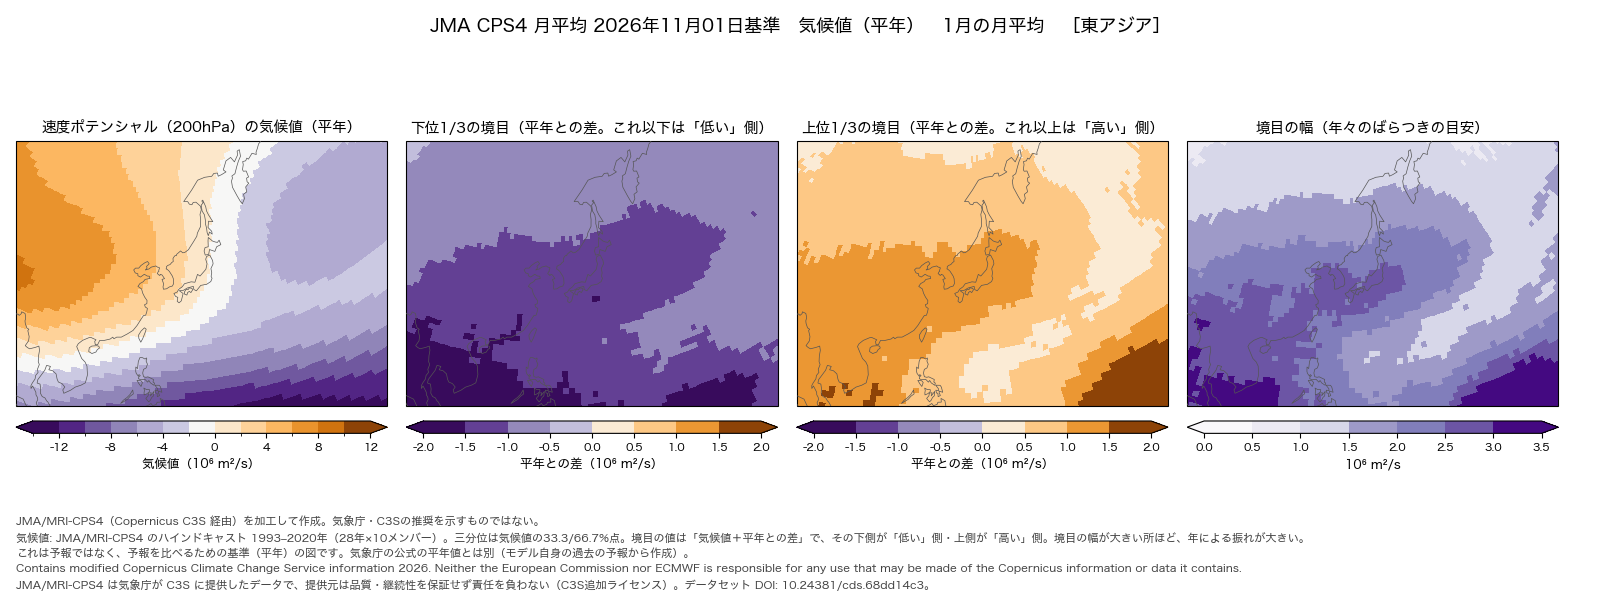 JMA CPS4 月平均 2026年11月01日基準　気候値（平年）　1月の月平均　［東アジア］
速度ポテンシャル（200hPa）の気候値（平年）
下位1/3の境目（平年との差。これ以下は「低い」側）
上位1/3の境目（平年との差。これ以上は「高い」側）
境目の幅（年々のばらつきの目安）
-12 -8 -4 0 4 8 12
気候値（10⁶ m²/s）
-2.0 -1.5 -1.0 -0.5 0.0 0.5 1.0 1.5 2.0
平年との差（10⁶ m²/s）
-2.0 -1.5 -1.0 -0.5 0.0 0.5 1.0 1.5 2.0
平年との差（10⁶ m²/s）
0.0 0.5 1.0 1.5 2.0 2.5 3.0 3.5
10⁶ m²/s
JMA/MRI-CPS4（Copernicus C3S 経由）を加工して作成。気象庁・C3Sの推奨を示すものではない。
気候値: JMA/MRI-CPS4 のハインドキャスト 1993–2020年（28年×10メンバー）。三分位は気候値の33.3/66.7%点。境目の値は「気候値＋平年との差」で、その下側が「低い」側・上側が「高い」側。境目の幅が大きい所ほど、年による振れが大きい。
これは予報ではなく、予報を比べるための基準（平年）の図です。気象庁の公式の平年値とは別（モデル自身の過去の予報から作成）。
Contains modified Copernicus Climate Change Service information 2026. Neither the European Commission nor ECMWF is responsible for any use that may be made of the Copernicus information or data it contains.
JMA/MRI-CPS4 は気象庁が C3S に提供したデータで、提供元は品質・継続性を保証せず責任を負わない（C3S追加ライセンス）。データセット DOI: 10.24381/cds.68dd14c3。